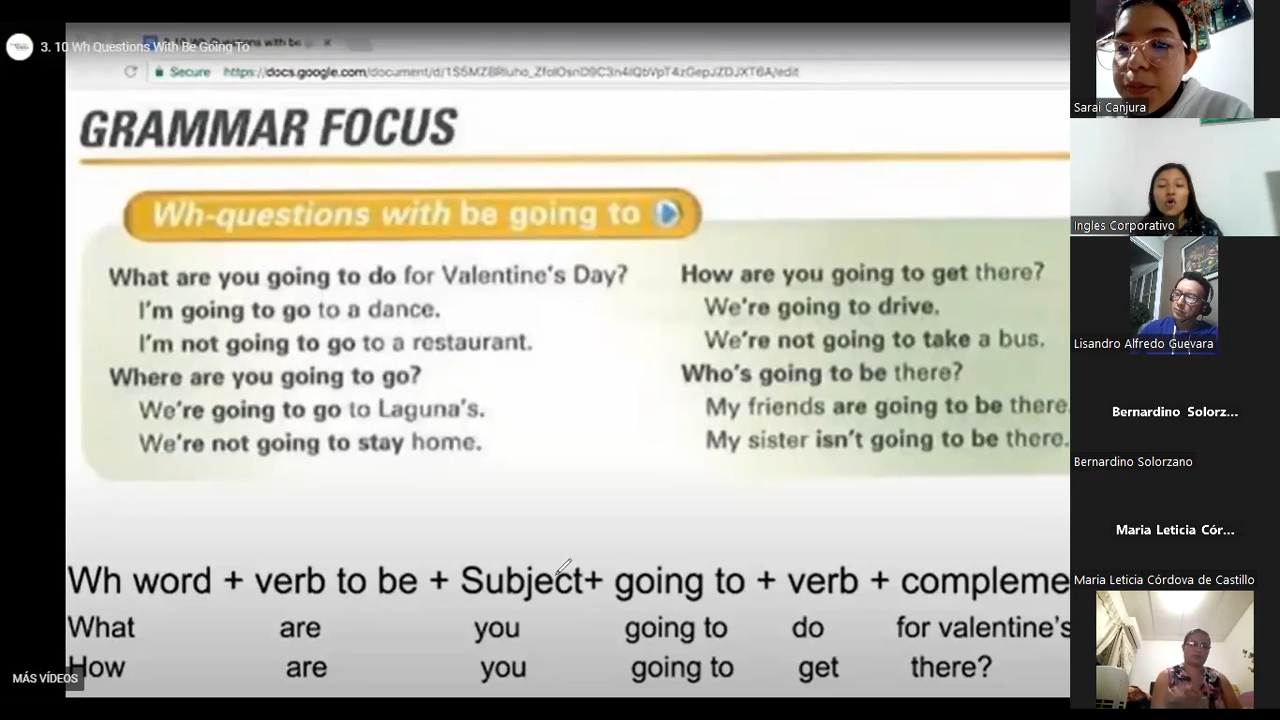 3. 10 Wh Questions With Be Going To
Secure
GRAMMAR FOCUS
Wh-questions with be going to
What are you going to do for Valentine's Day?
I'm going to go to a dance.
I'm not going to go to a restaurant.
Where are you going to go?
We're going to go to Laguna's.
We're not going to stay home.
How are you going to get there?
We're going to drive.
We're not going to take a bus.
Who's going to be there?
My friends are going to be there
My sister isn't going to be there.
Wh word + verb to be + Subject+ going to + verb + compleme
What are you going to do for valentine's
How are you going to get there?
MÁS VÍDEOS
Sarai Canjura
Ingles Corporativo
Lisandro Alfredo Guevara
Bernardino Solorz...
Bernardino Solorzano
Maria Leticia Cór...
Maria Leticia Córdova de Castillo